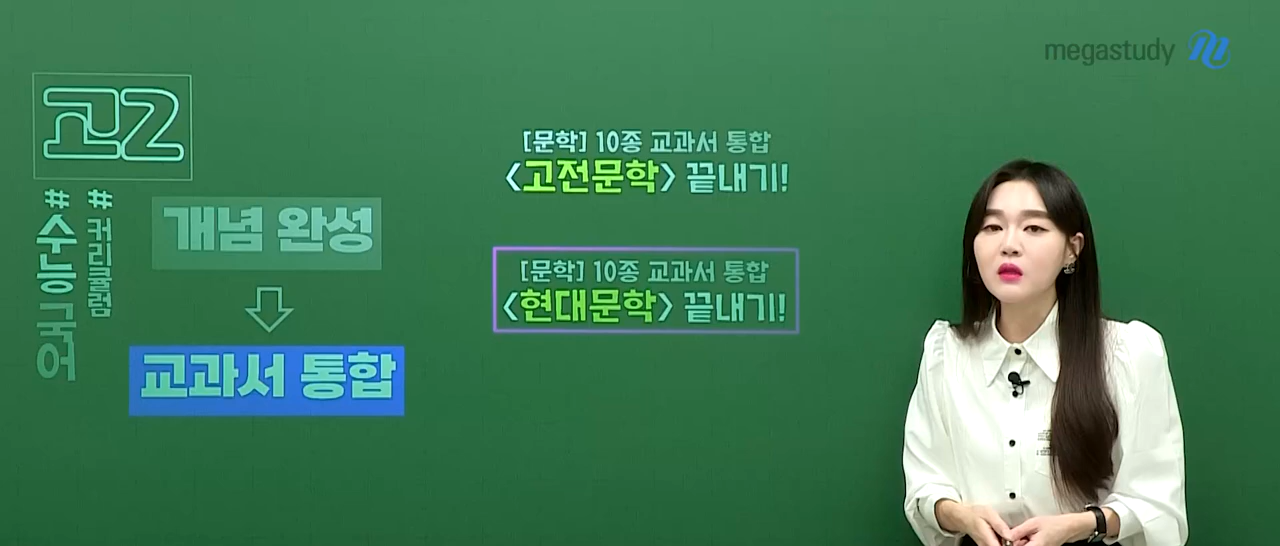 megastudy
고2
#수능국어
#커리큘럼
개념 완성
교과서 통합
[문학] 10종 교과서 통합
<고전문학> 끝내기!
[문학] 10종 교과서 통합
<현대문학> 끝내기!